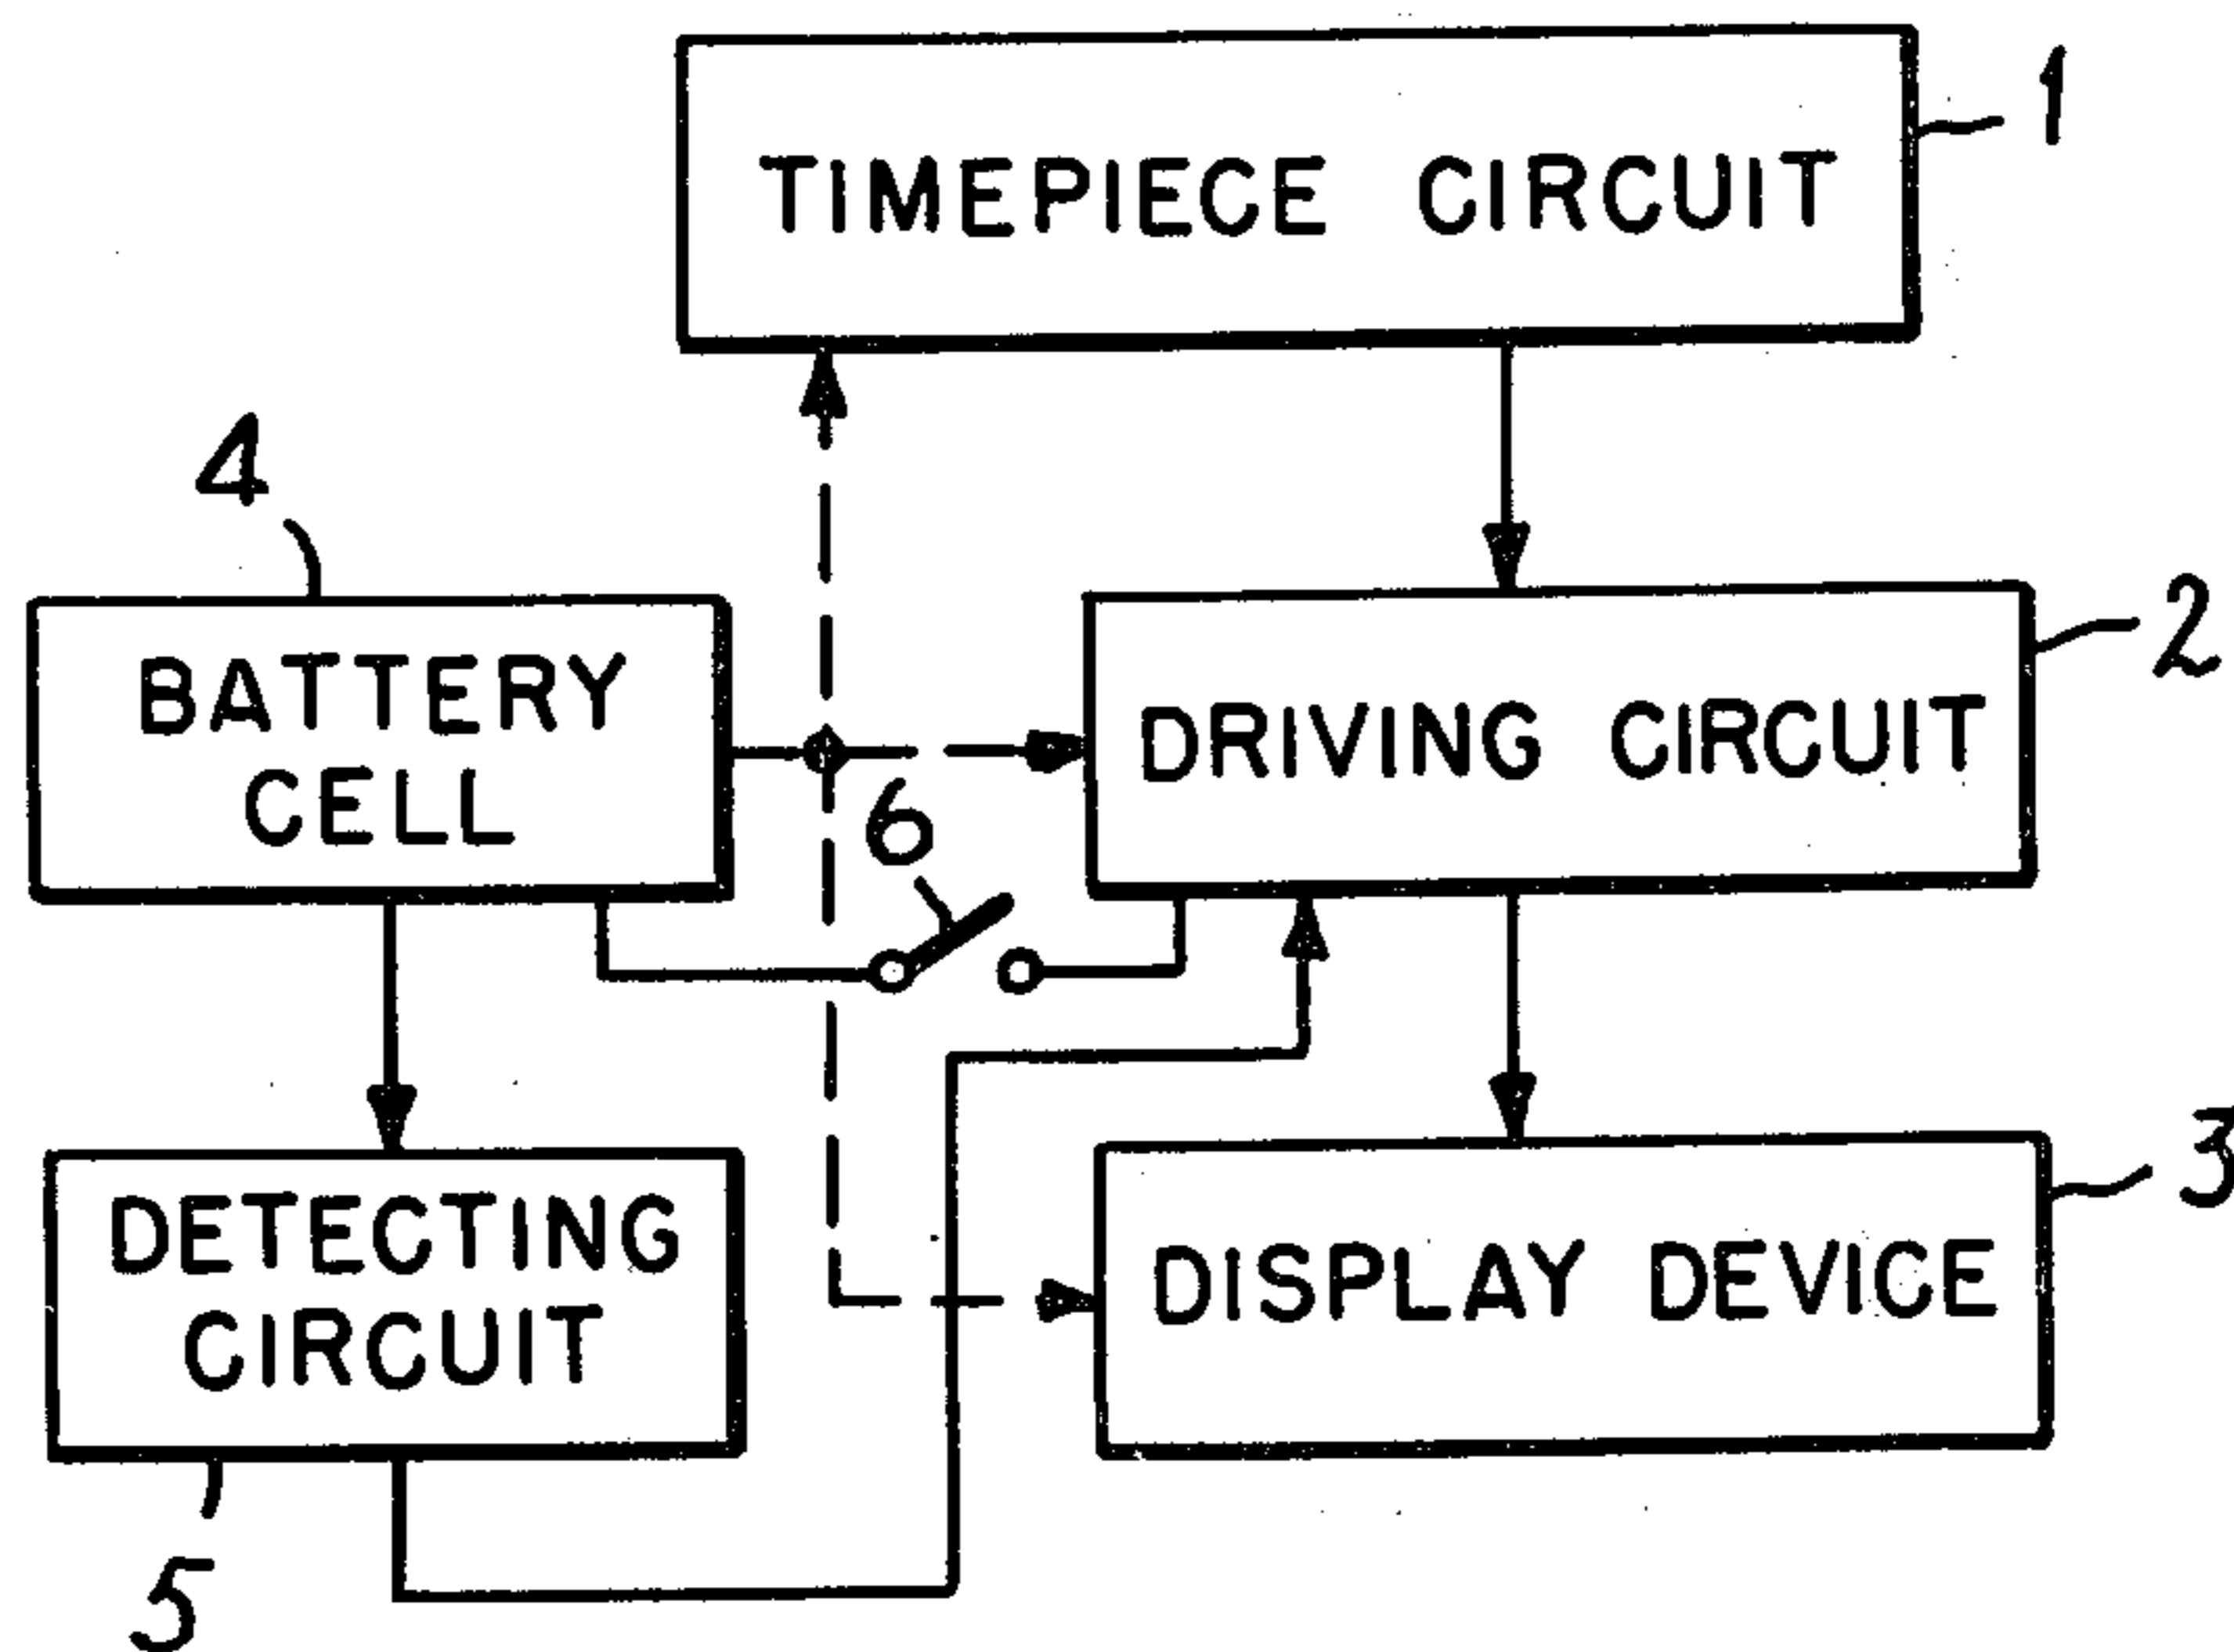 TIMEPIECE CIRCUIT
1
4
BATTERY
CELL
DRIVING CIRCUIT
2
6
DETECTING
CIRCUIT
DISPLAY DEVICE
3
5